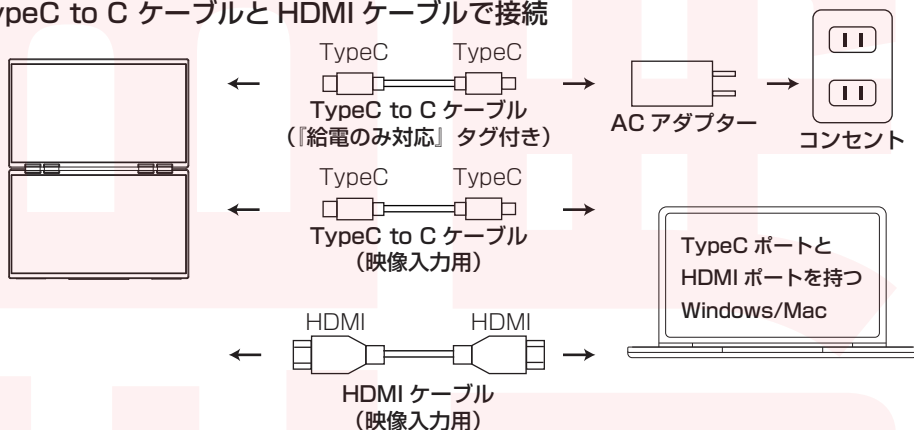 ypeC to C ケーブルと HDMI ケーブルで接続
TypeC TypeC
TypeC to C ケーブル
(『給電のみ対応』 タグ付き)
AC アダプター
コンセント
TypeC TypeC
TypeC to C ケーブル
(映像入力用)
TypeC ポートと
HDMI ポートを持つ
Windows/Mac
HDMI HDMI
HDMI ケーブル
(映像入力用)